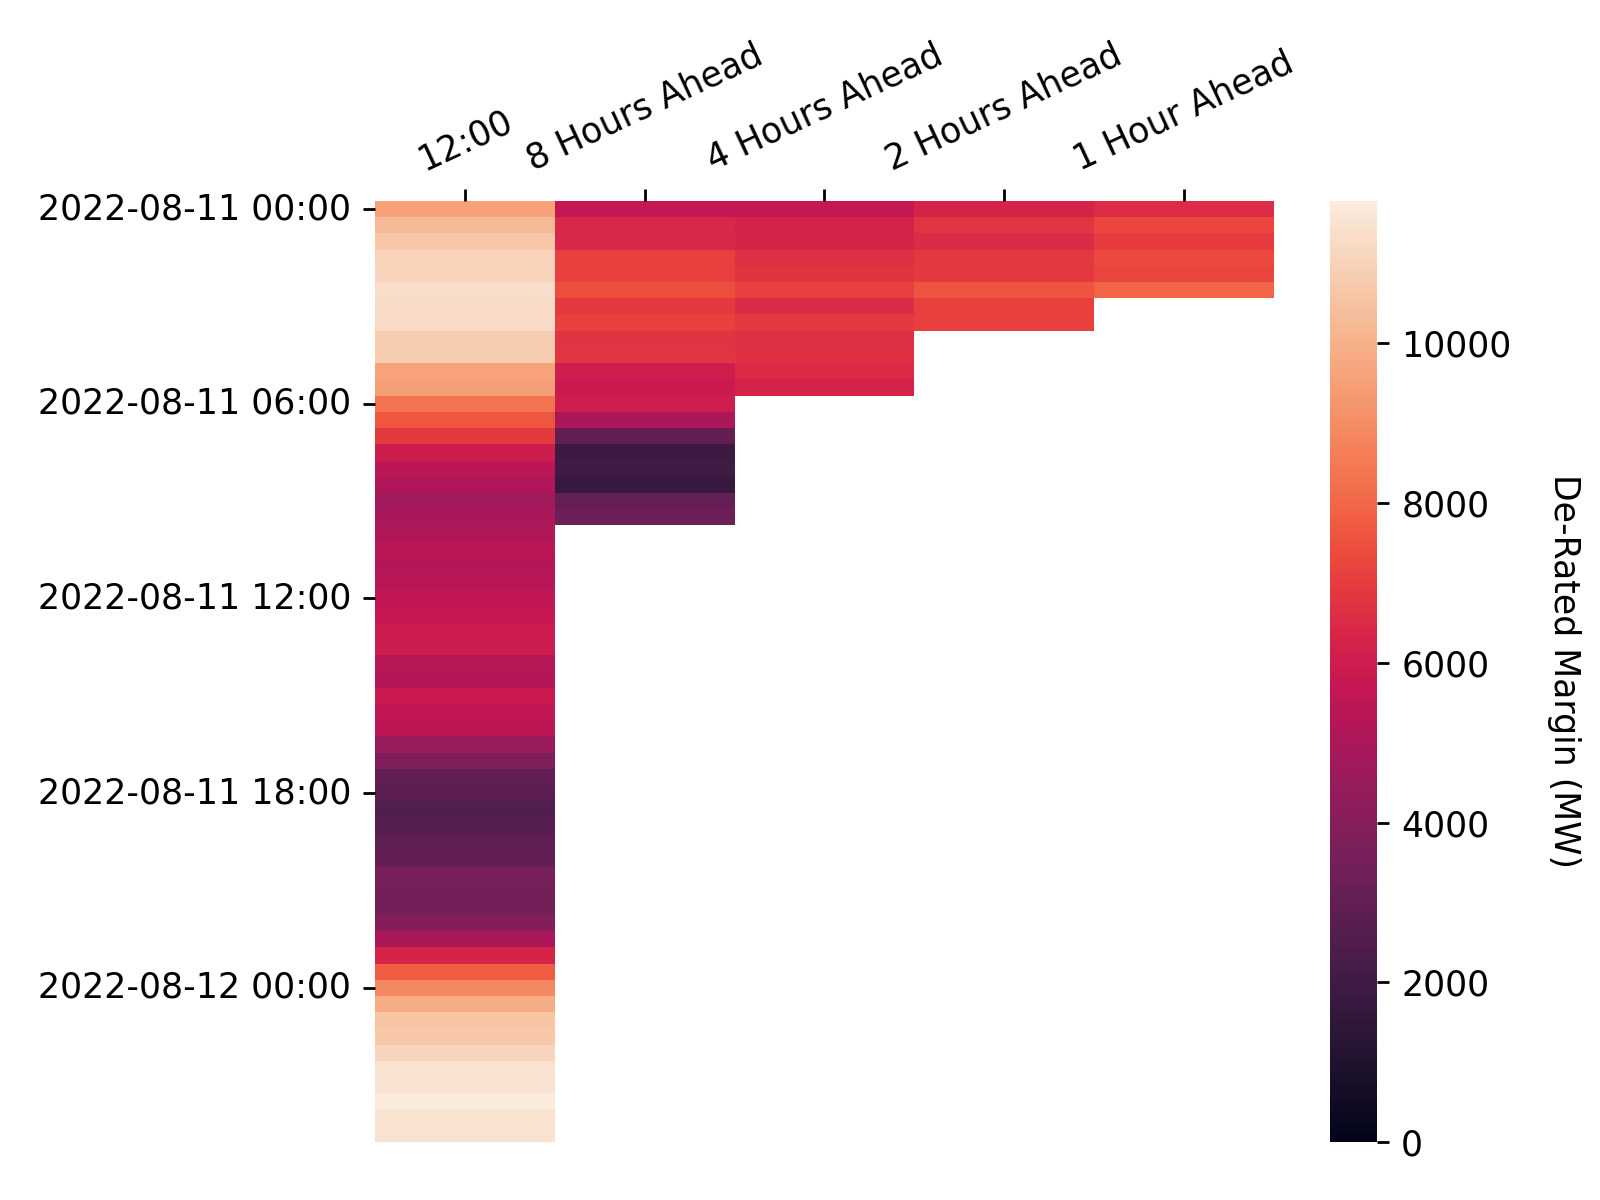 12:00
8 Hours Ahead
4 Hours Ahead
2 Hours Ahead
1 Hour Ahead
2022-08-11 00:00
2022-08-11 06:00
2022-08-11 12:00
2022-08-11 18:00
2022-08-12 00:00
10000
8000
6000
4000
2000
0
De-Rated Margin (MW)